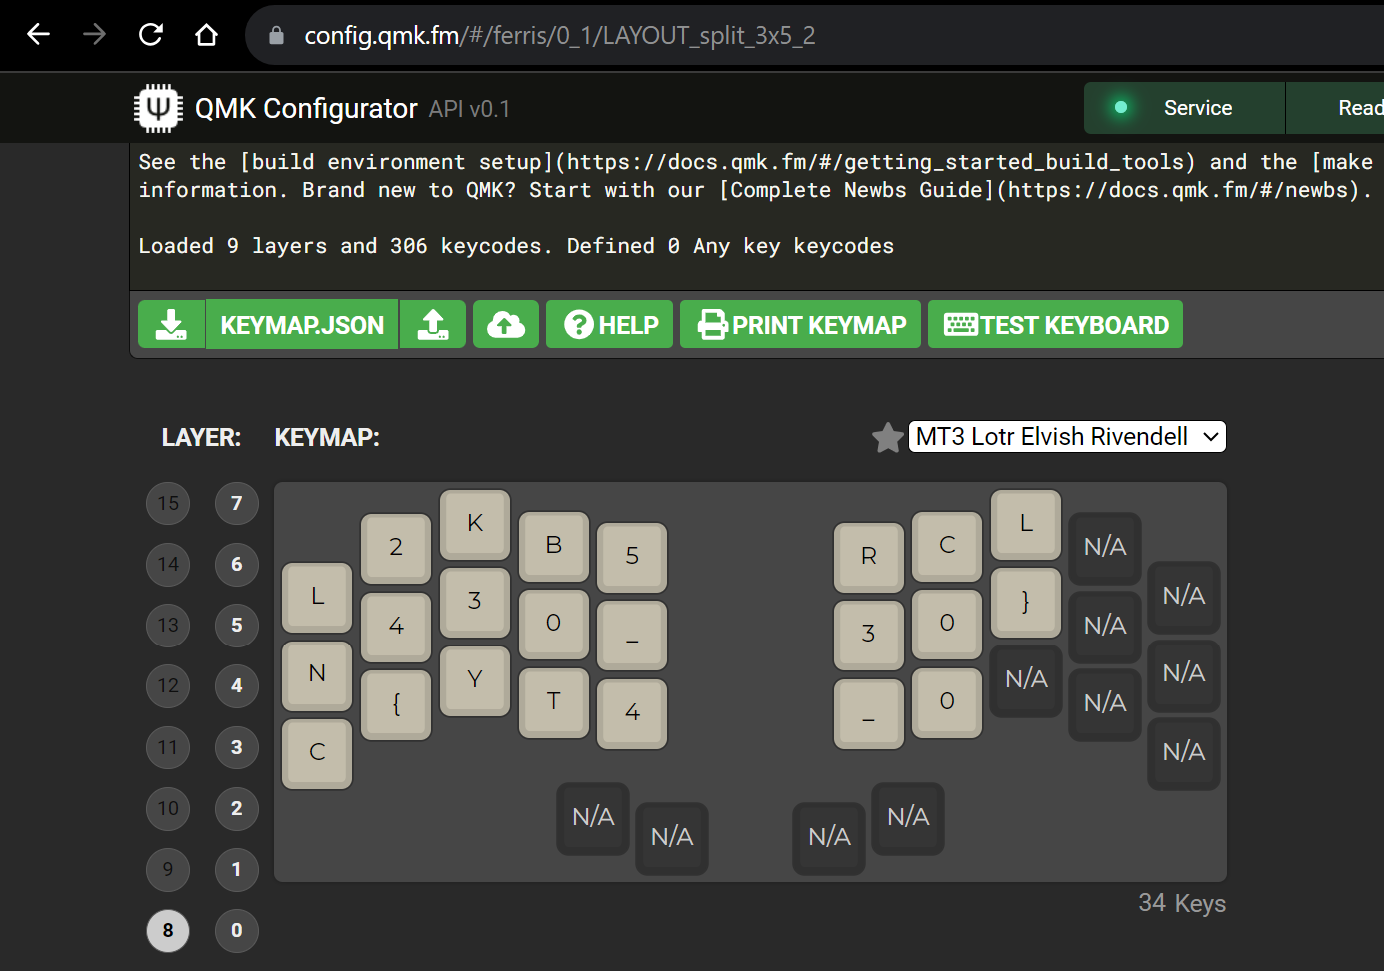 config.qmk.fm/#/ferris/0_1/LAYOUT_split_3x5_2
QMK Configurator API v0.1 Service Read
See the [build environment setup](https://docs.qmk.fm/#/getting_started_build_tools) and the [make
information. Brand new to QMK? Start with our [Complete Newbs Guide](https://docs.qmk.fm/#/newbs).
Loaded 9 layers and 306 keycodes. Defined 0 Any key keycodes
KEYMAP.JSON HELP PRINT KEYMAP TEST KEYBOARD
LAYER: KEYMAP: MT3 Lotr Elvish Rivendell
15 7
14 6
13 5
12 4
11 3
10 2
9 1
8 0
L 2 K B 5 R C L N/A N/A
N 4 3 0 _ 3 0 } N/A N/A
C { Y T 4 _ 0 N/A N/A N/A
N/A N/A N/A N/A
34 Keys